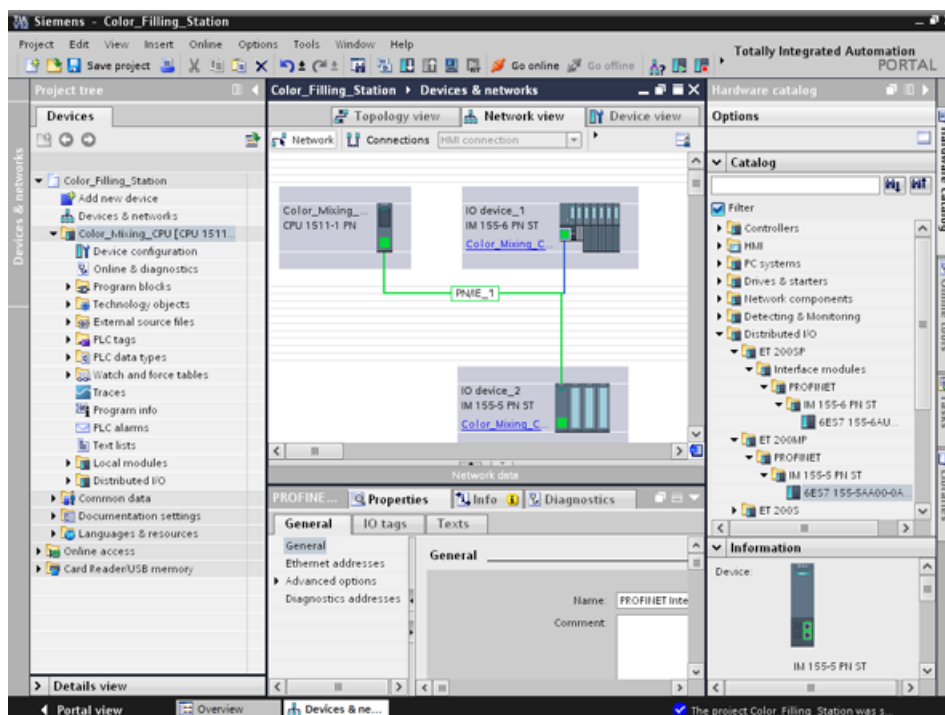 Siemens - Color_Filling_Station
Project Edit View Insert Online Options Tools Window Help
Totally Integrated Automation
PORTAL
Save project
Go online
Go offline
Project tree
Devices
Devices & networks
Color_Filling_Station
Add new device
Devices & networks
Color_Mixing_CPU [CPU 1511...
Device configuration
Online & diagnostics
Program blocks
Technology objects
External source files
PLC tags
PLC data types
Watch and force tables
Traces
Program info
PLC alarms
Text lists
Local modules
Distributed I/O
Common data
Documentation settings
Languages & resources
Online access
Card Reader/USB memory
Details view
Color_Filling_Station Devices & networks
Topology view
Network view
Device view
Network
Connections
HMI connection
Color_Mixing_...
CPU 1511-1 PN
IO device_1
IM 155-6 PN ST
Color_Mixing_C...
PN/IE_1
IO device_2
IM 155-5 PN ST
Color_Mixing_C...
Network data
PROFINE...
Properties
Info
Diagnostics
General
IO tags
Texts
General
Ethernet addresses
Advanced options
Diagnostics addresses
General
Name: PROFINET Inte
Comment:
Hardware catalog
Options
Catalog
Filter
Controllers
HMI
PC systems
Drives & starters
Network components
Detecting & Monitoring
Distributed I/O
ET 200SP
Interface modules
PROFINET
IM 155-6 PN ST
6ES7 155-6AU...
ET 200MP
PROFINET
IM 155-5 PN ST
6ES7 155-5AA00-0A...
ET 200S
Information
Device:
IM 155-5 PN ST
Portal view
Overview
Devices & ne...
The project Color_Filling_Station was s...